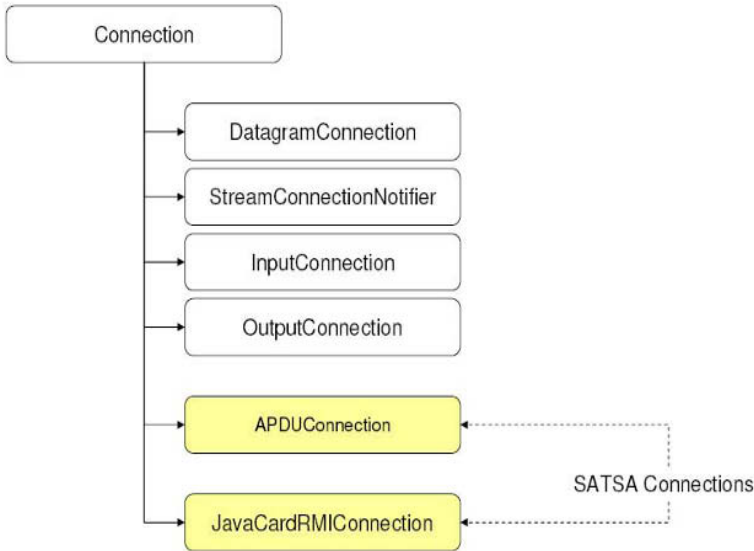 Connection
DatagramConnection
StreamConnectionNotifier
InputConnection
OutputConnection
APDUConnection
SATSA Connections
JavaCardRMIConnection